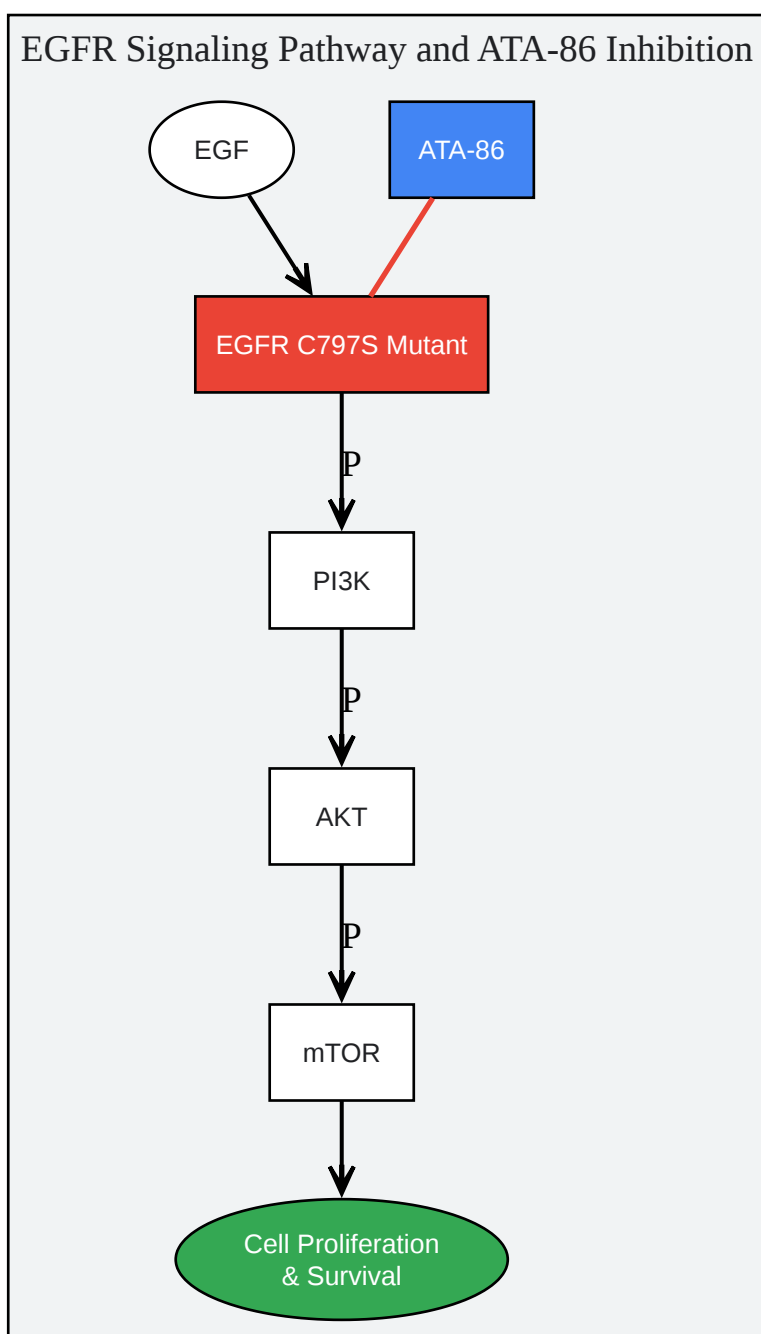 EGFR Signaling Pathway and ATA-86 Inhibition
EGF
ATA-86
EGFR C797S Mutant
P
PI3K
P
AKT
P
mTOR
Cell Proliferation
& Survival